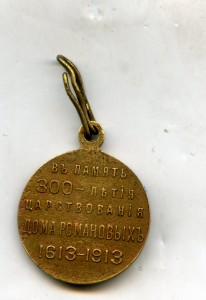 ВЪ ПАМЯТЬ
300-ЛѢТІЯ
ЦАРСТВОВАНІЯ
ДОМА РОМАНОВЫХЪ
1613-1913